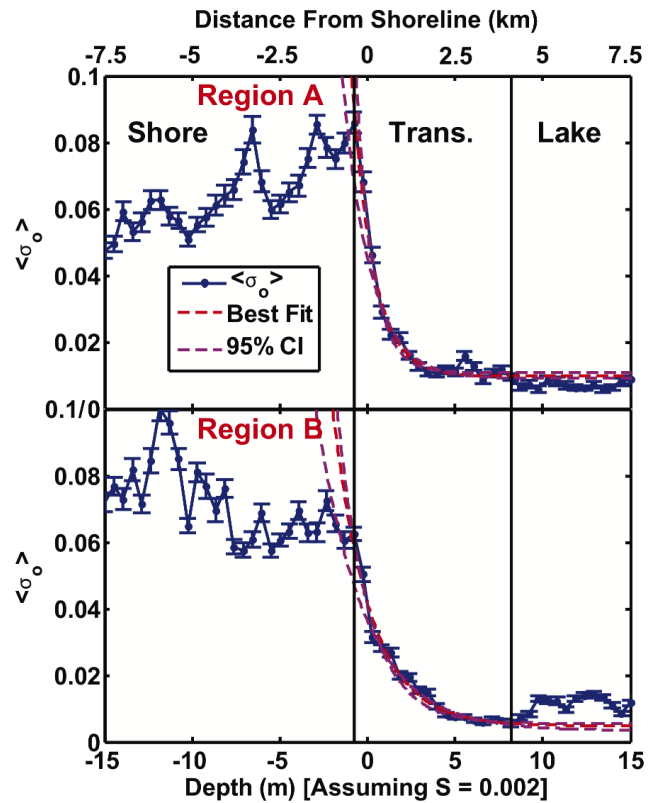 Distance From Shoreline (km)
-7.5 -5 -2.5 0 2.5 5 7.5
0.1
Region A
Shore Trans. Lake
0.08
0.06
<σo>
0.04
<σo>
Best Fit
95% CI
0.02
0.1/0
Region B
0.08
0.06
<σo>
0.04
0.02
0
-15 -10 -5 0 5 10 15
Depth (m) [Assuming S = 0.002]